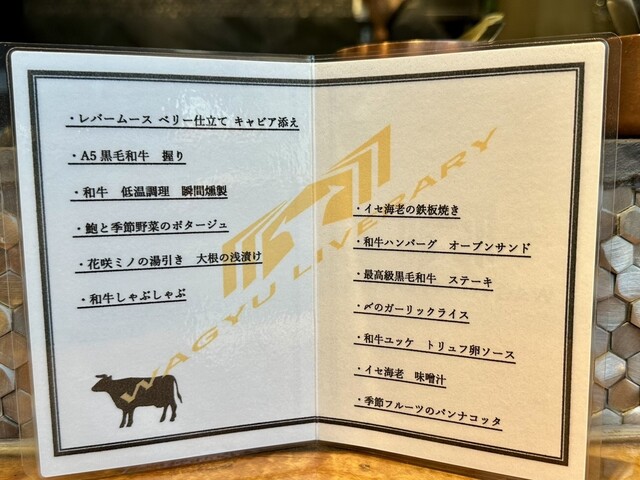 ・レバームース ベリー仕立て キャビア添え
・A5黒毛和牛 握り
・和牛 低温調理 瞬間燻製
・鮑と季節野菜のポタージュ
・花咲ミノの湯引き 大根の浅漬け
・和牛しゃぶしゃぶ
・イセ海老の鉄板焼き
・和牛ハンバーグ オープンサンド
・最高級黒毛和牛 ステーキ
・〆のガーリックライス
・和牛ユッケ トリュフ卵ソース
・イセ海老 味噌汁
・季節フルーツのパンナコッタ
WAGYU LIVE BARY